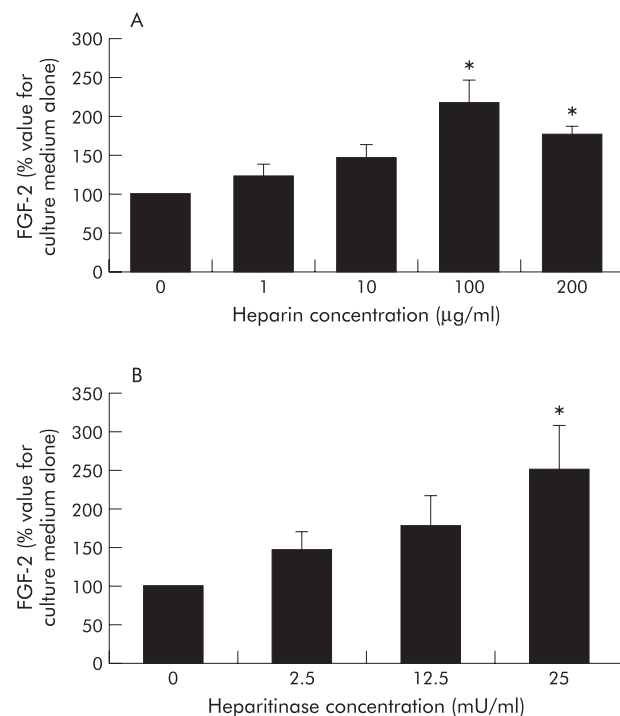 A
FGF-2 (% value for
culture medium alone)
300
250
200
150
100
50
0
*
*
0 1 10 100 200
Heparin concentration (µg/ml)
B
FGF-2 (% value for
culture medium alone)
350
300
250
200
150
100
50
0
*
0 2.5 12.5 25
Heparitinase concentration (mU/ml)